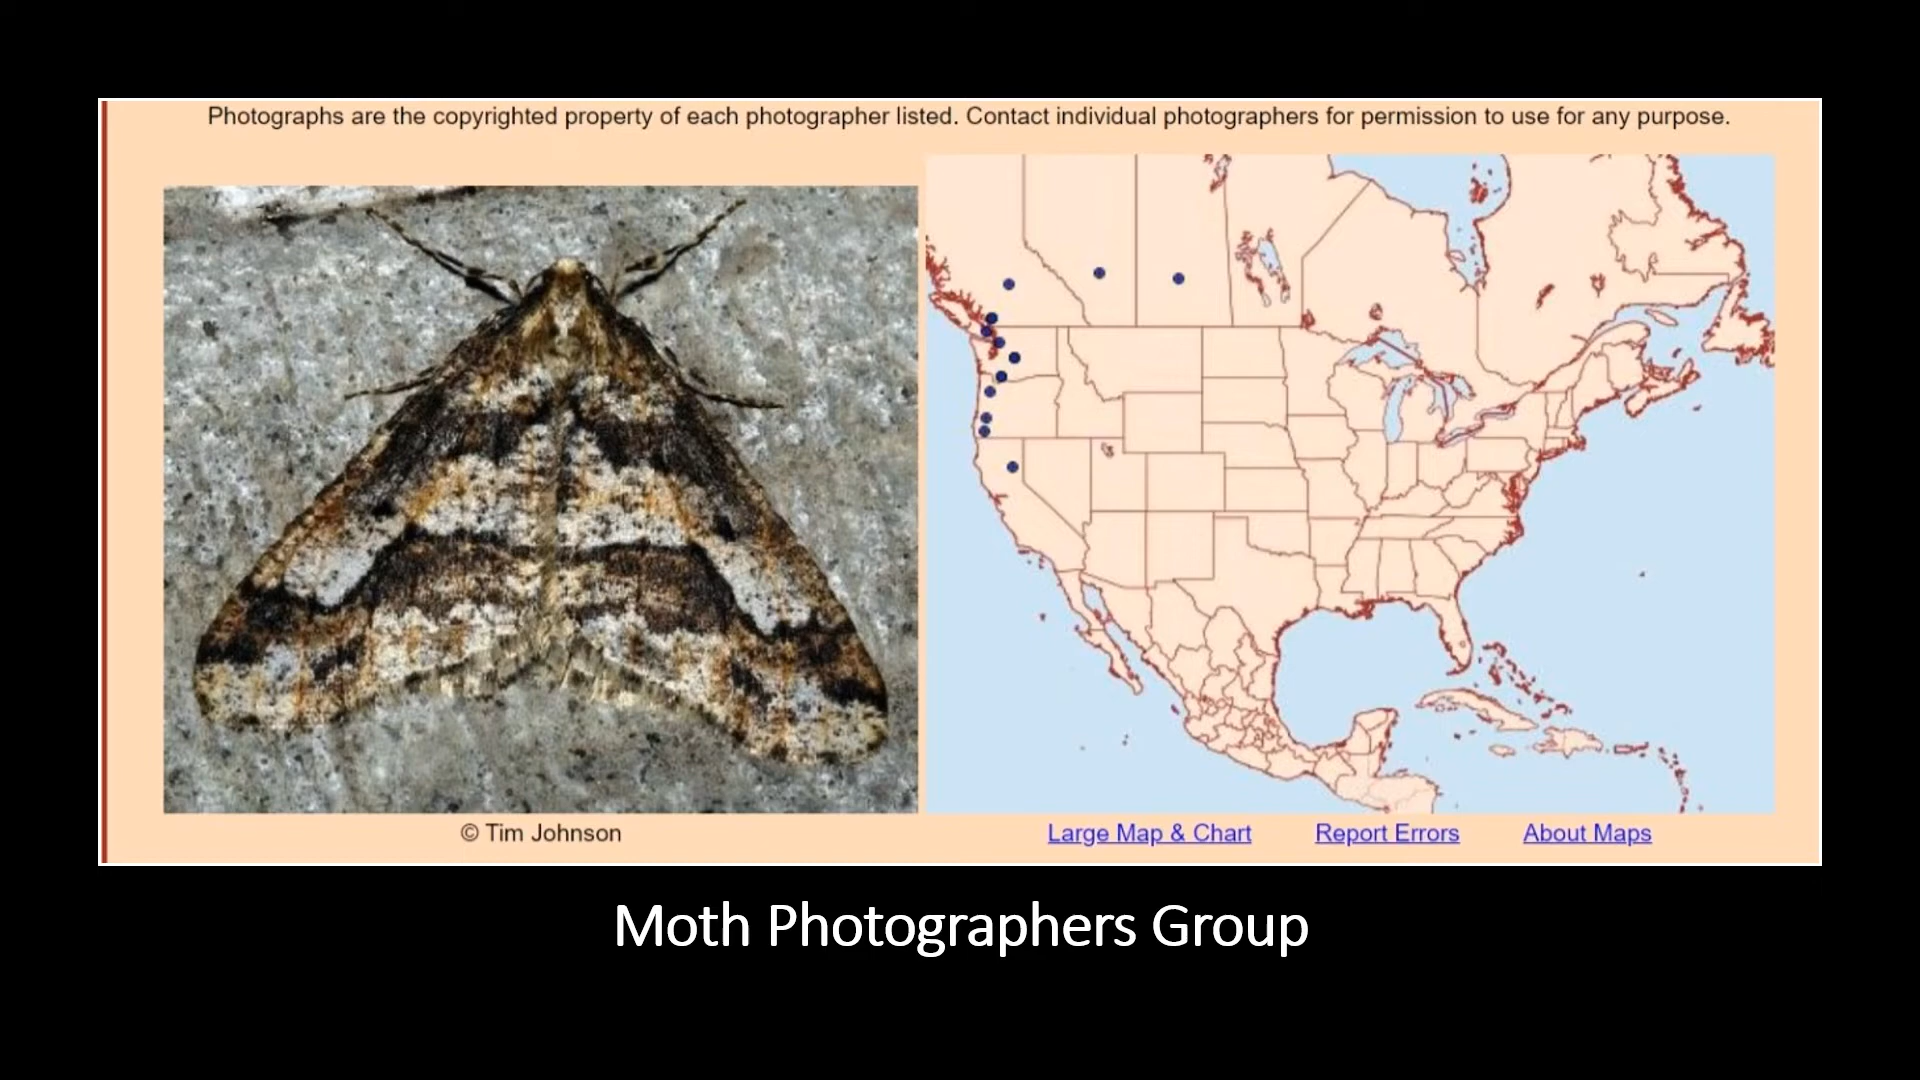 Photographs are the copyrighted property of each photographer listed. Contact individual photographers for permission to use for any purpose.
© Tim Johnson
Large Map & Chart Report Errors About Maps
Moth Photographers Group